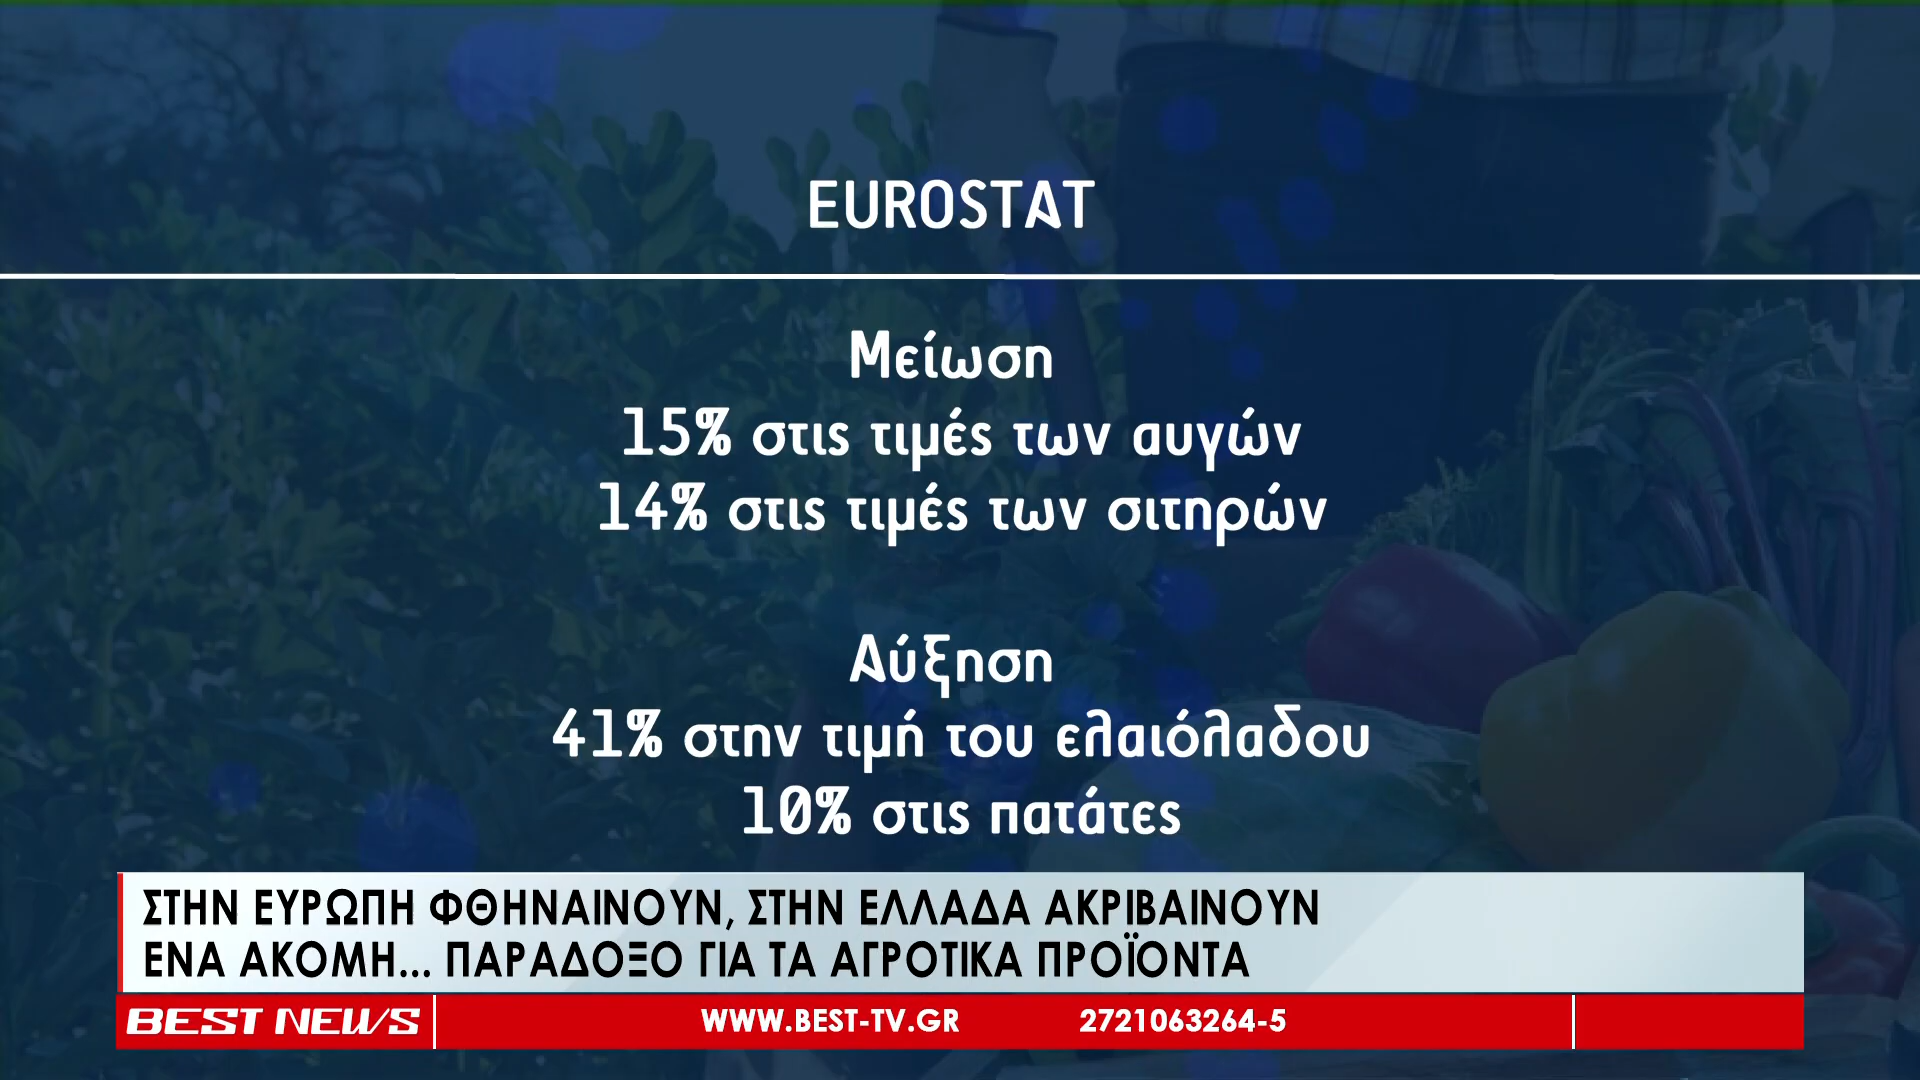 EUROSTAT
Μείωση
15% στις τιμές των αυγών
14% στις τιμές των σιτηρών
Αύξηση
41% στην τιμή του ελαιόλαδου
10% στις πατάτες
ΣΤΗΝ ΕΥΡΩΠΗ ΦΘΗΝΑΙΝΟΥΝ, ΣΤΗΝ ΕΛΛΑΔΑ ΑΚΡΙΒΑΙΝΟΥΝ
ΕΝΑ ΑΚΟΜΗ... ΠΑΡΑΔΟΞΟ ΓΙΑ ΤΑ ΑΓΡΟΤΙΚΑ ΠΡΟΪΟΝΤΑ
BEST NEWS WWW.BEST-TV.GR 2721063264-5